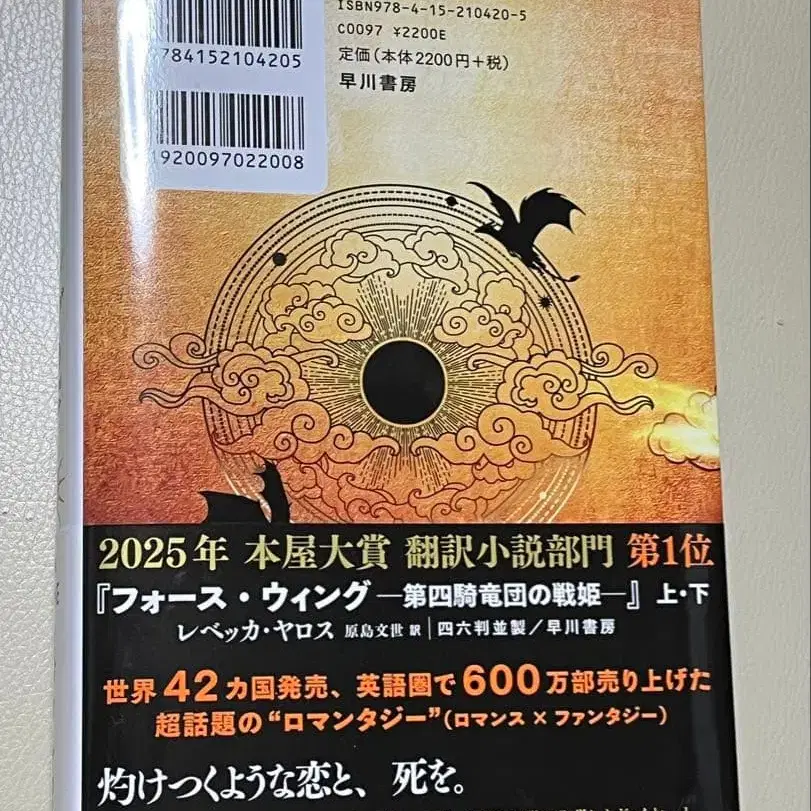 ISBN978-4-15-210420-5
C0097 ¥2200E
定価(本体2200円+税)
早川書房
784152104205
1920097022008
2025年 本屋大賞 翻訳小説部門 第1位
『フォース・ウィング ―第四騎竜団の戦姫―』 上・下
レベッカ・ヤロス 原島文世 訳|四六判並製/早川書房
世界42カ国発売、英語圏で600万部売り上げた
超話題の“ロマンタジー”(ロマンス×ファンタジー)
灼けつくような恋と、死を。